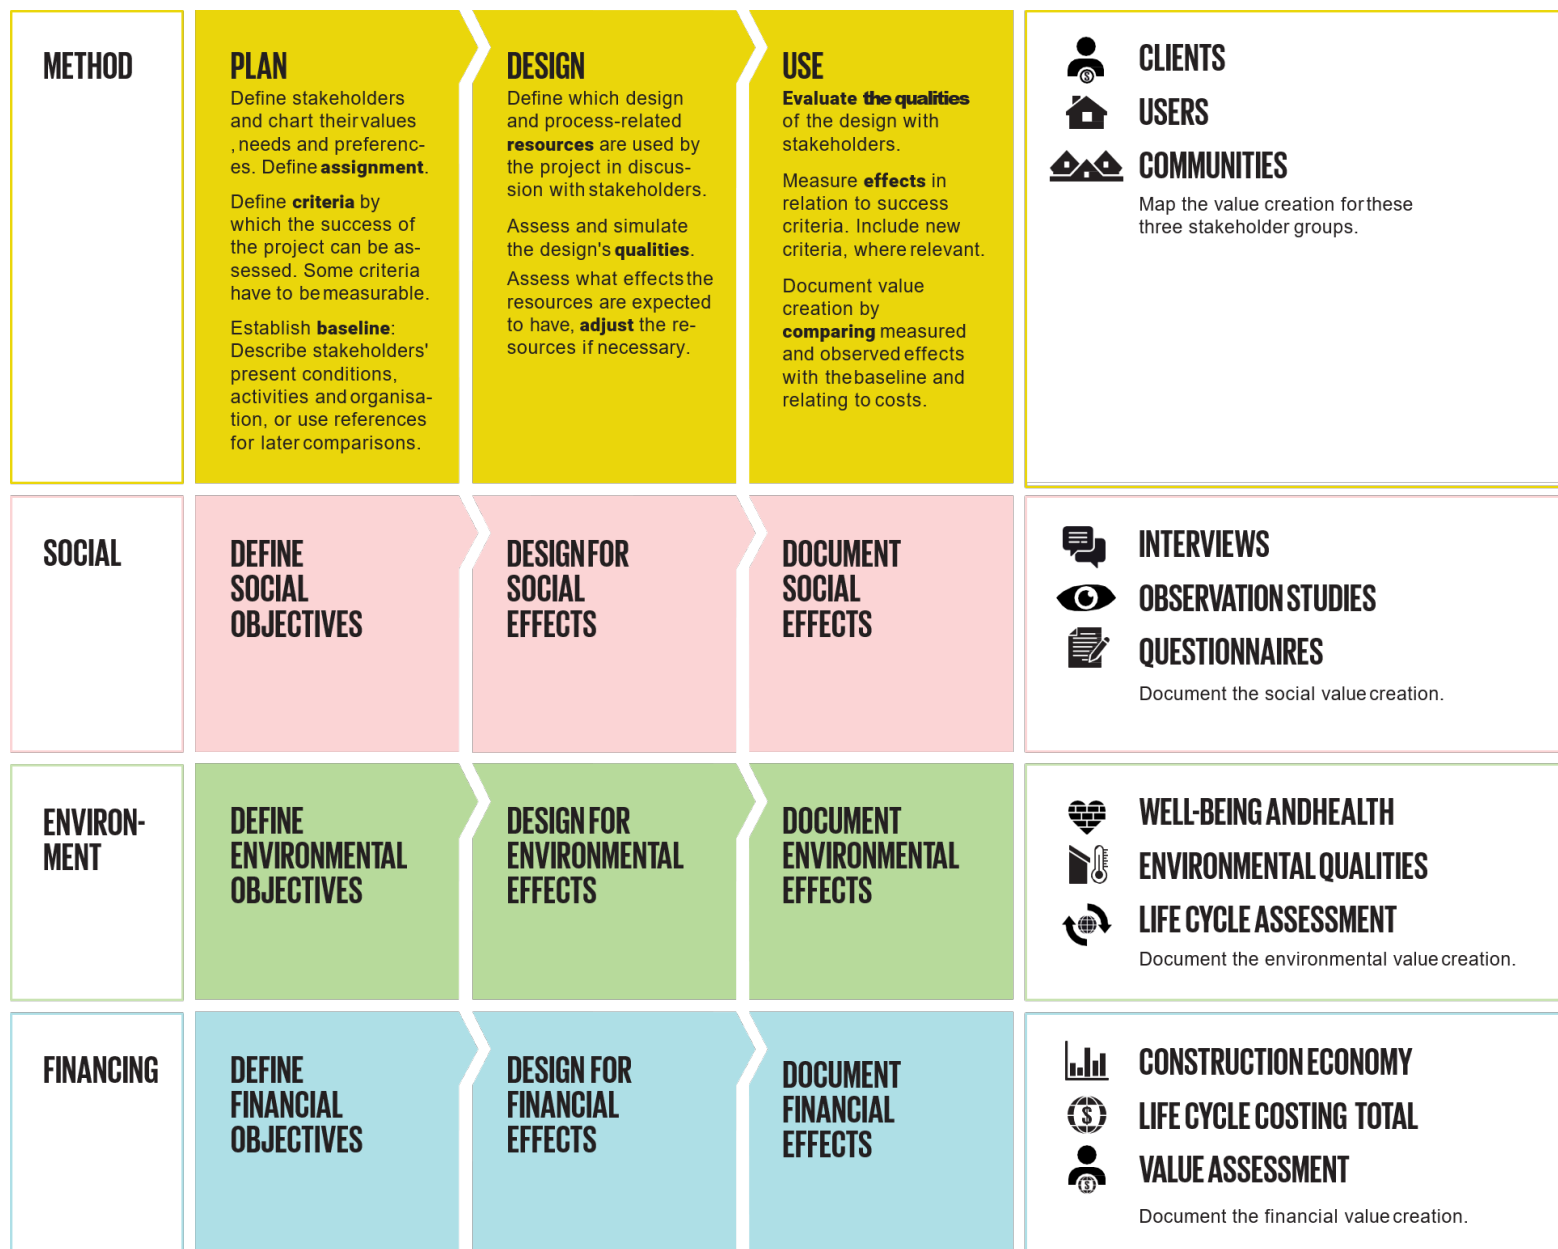 METHOD
PLAN
Define stakeholders
and chart their values
, needs and preferenc-
es. Define assignment.
Define criteria by
which the success of
the project can be as-
sessed. Some criteria
have to be measurable.
Establish baseline:
Describe stakeholders'
present conditions,
activities and organisa-
tion, or use references
for later comparisons.
DESIGN
Define which design
and process-related
resources are used by
the project in discus-
sion with stakeholders.
Assess and simulate
the design's qualities.
Assess what effects the
resources are expected
to have, adjust the re-
sources if necessary.
USE
Evaluate the qualities
of the design with
stakeholders.
Measure effects in
relation to success
criteria. Include new
criteria, where relevant.
Document value
creation by
comparing measured
and observed effects
with the baseline and
relating to costs.
CLIENTS
USERS
COMMUNITIES
Map the value creation for these
three stakeholder groups.
SOCIAL
DEFINE
SOCIAL
OBJECTIVES
DESIGN FOR
SOCIAL
EFFECTS
DOCUMENT
SOCIAL
EFFECTS
INTERVIEWS
OBSERVATION STUDIES
QUESTIONNAIRES
Document the social value creation.
ENVIRON-
MENT
DEFINE
ENVIRONMENTAL
OBJECTIVES
DESIGN FOR
ENVIRONMENTAL
EFFECTS
DOCUMENT
ENVIRONMENTAL
EFFECTS
WELL-BEING AND HEALTH
ENVIRONMENTAL QUALITIES
LIFE CYCLE ASSESSMENT
Document the environmental value creation.
FINANCING
DEFINE
FINANCIAL
OBJECTIVES
DESIGN FOR
FINANCIAL
EFFECTS
DOCUMENT
FINANCIAL
EFFECTS
CONSTRUCTION ECONOMY
LIFE CYCLE COSTING TOTAL
VALUE ASSESSMENT
Document the financial value creation.